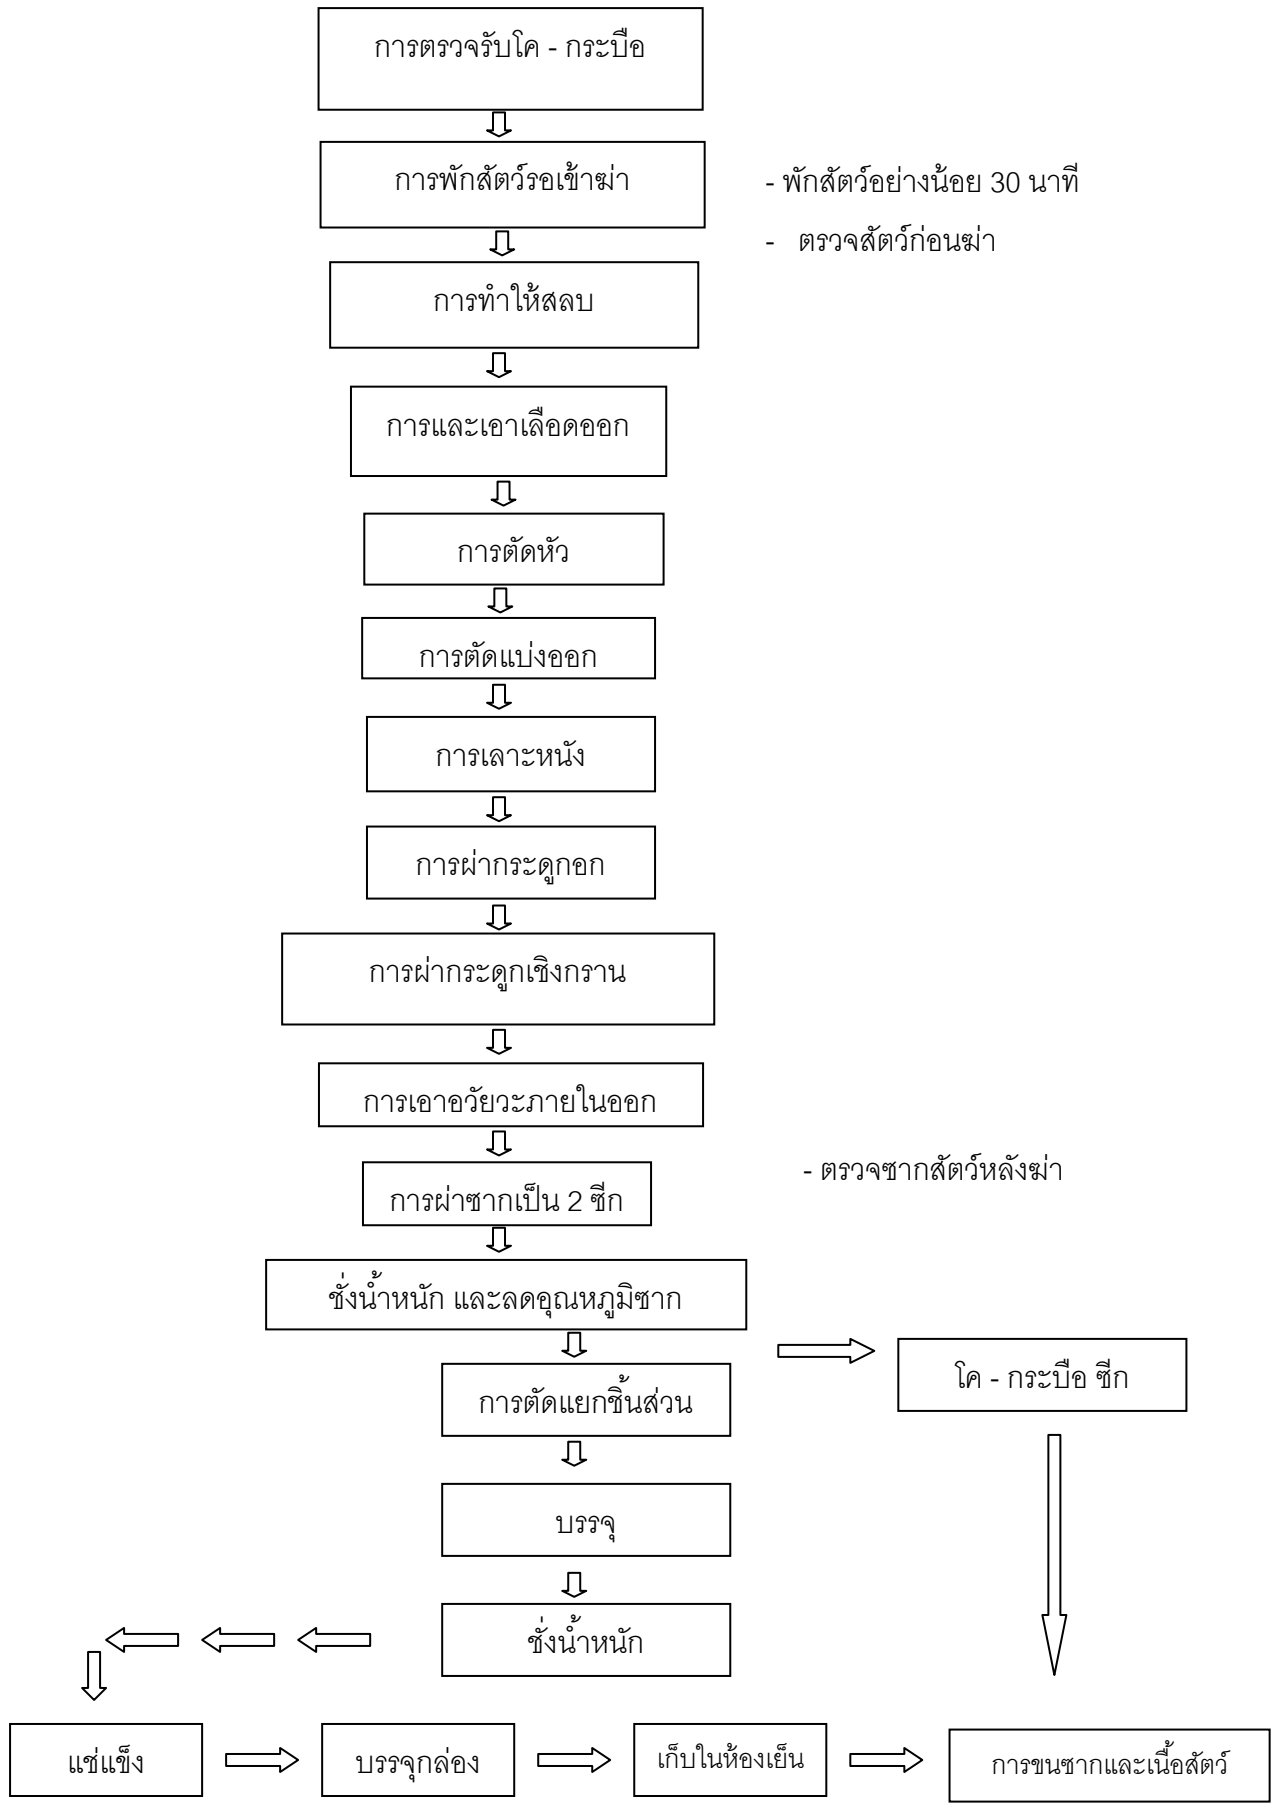 การตรวจรับโค - กระบือ
การพักสัตว์รอเข้าฆ่า
- พักสัตว์อย่างน้อย 30 นาที
- ตรวจสัตว์ก่อนฆ่า
การทำให้สลบ
การและเอาเลือดออก
การตัดหัว
การตัดแบ่งออก
การเลาะหนัง
การผ่ากระดูกอก
การผ่ากระดูกเชิงกราน
การเอาอวัยวะภายในออก
- ตรวจซากสัตว์หลังฆ่า
การผ่าซากเป็น 2 ซีก
ชั่งน้ำหนัก และลดอุณหภูมิซาก
โค - กระบือ ซีก
การตัดแยกชิ้นส่วน
บรรจุ
ชั่งน้ำหนัก
แช่แข็ง
บรรจุกล่อง
เก็บในห้องเย็น
การขนซากและเนื้อสัตว์